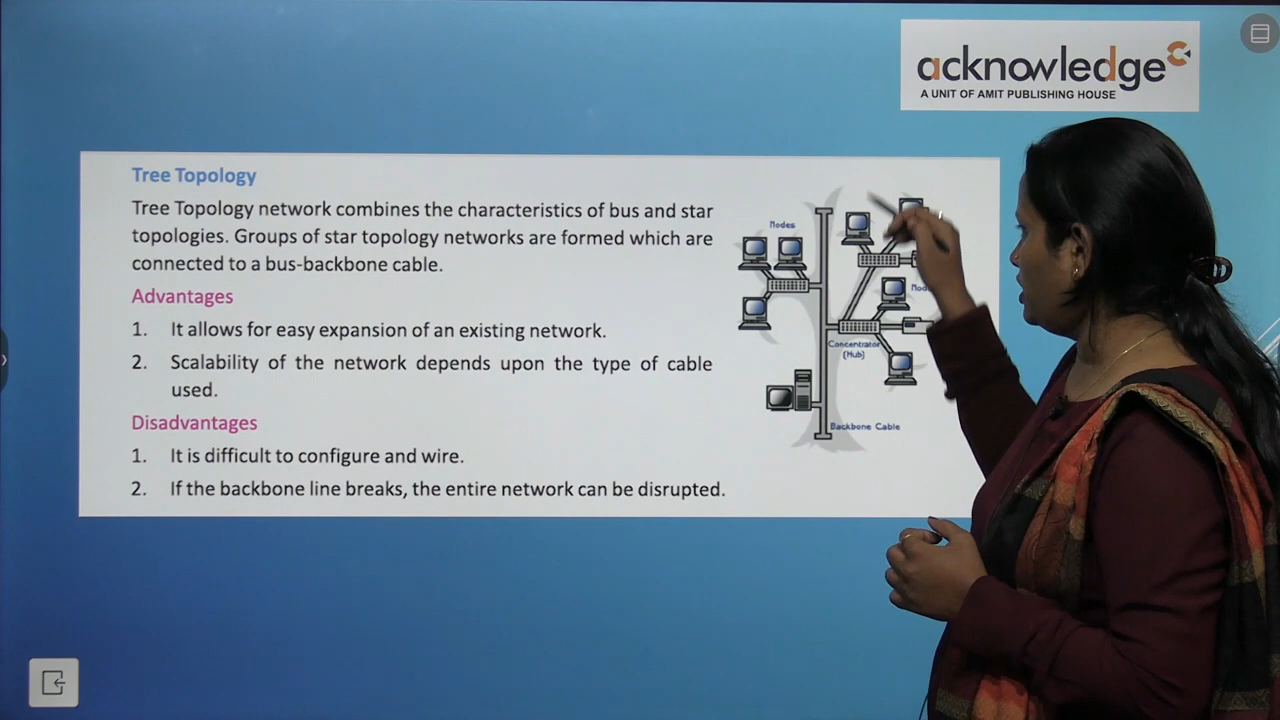 acknowledge
A UNIT OF AMIT PUBLISHING HOUSE
Tree Topology
Tree Topology network combines the characteristics of bus and star
topologies. Groups of star topology networks are formed which are
connected to a bus-backbone cable.
Advantages
1. It allows for easy expansion of an existing network.
2. Scalability of the network depends upon the type of cable
used.
Disadvantages
1. It is difficult to configure and wire.
2. If the backbone line breaks, the entire network can be disrupted.
Nodes
Concentrator
(Hub)
Backbone Cable